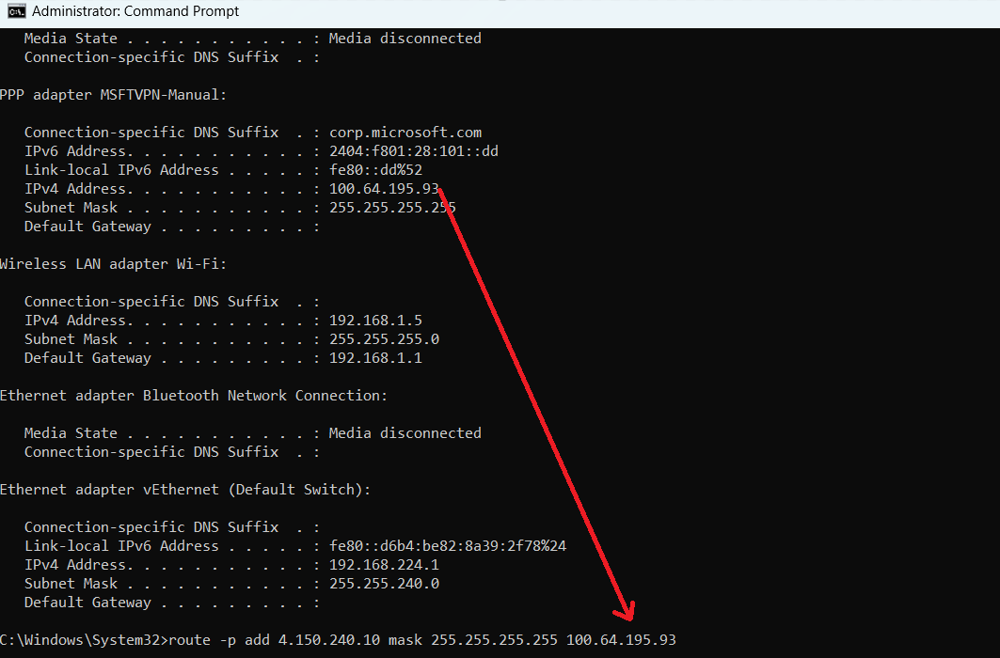 Administrator: Command Prompt
Media State . . . . . . . . . . . : Media disconnected
Connection-specific DNS Suffix  . :
PPP adapter MSFTVPN-Manual:
Connection-specific DNS Suffix  . : corp.microsoft.com
IPv6 Address. . . . . . . . . . . : 2404:f801:28:101::dd
Link-local IPv6 Address . . . . . : fe80::dd%52
IPv4 Address. . . . . . . . . . . : 100.64.195.93
Subnet Mask . . . . . . . . . . . : 255.255.255.255
Default Gateway . . . . . . . . . :
Wireless LAN adapter Wi-Fi:
Connection-specific DNS Suffix  . :
IPv4 Address. . . . . . . . . . . : 192.168.1.5
Subnet Mask . . . . . . . . . . . : 255.255.255.0
Default Gateway . . . . . . . . . : 192.168.1.1
Ethernet adapter Bluetooth Network Connection:
Media State . . . . . . . . . . . : Media disconnected
Connection-specific DNS Suffix  . :
Ethernet adapter vEthernet (Default Switch):
Connection-specific DNS Suffix  . :
Link-local IPv6 Address . . . . . : fe80::d6b4:be82:8a39:2f78%24
IPv4 Address. . . . . . . . . . . : 192.168.224.1
Subnet Mask . . . . . . . . . . . : 255.255.240.0
Default Gateway . . . . . . . . . :
C:\Windows\System32>route -p add 4.150.240.10 mask 255.255.255.255 100.64.195.93